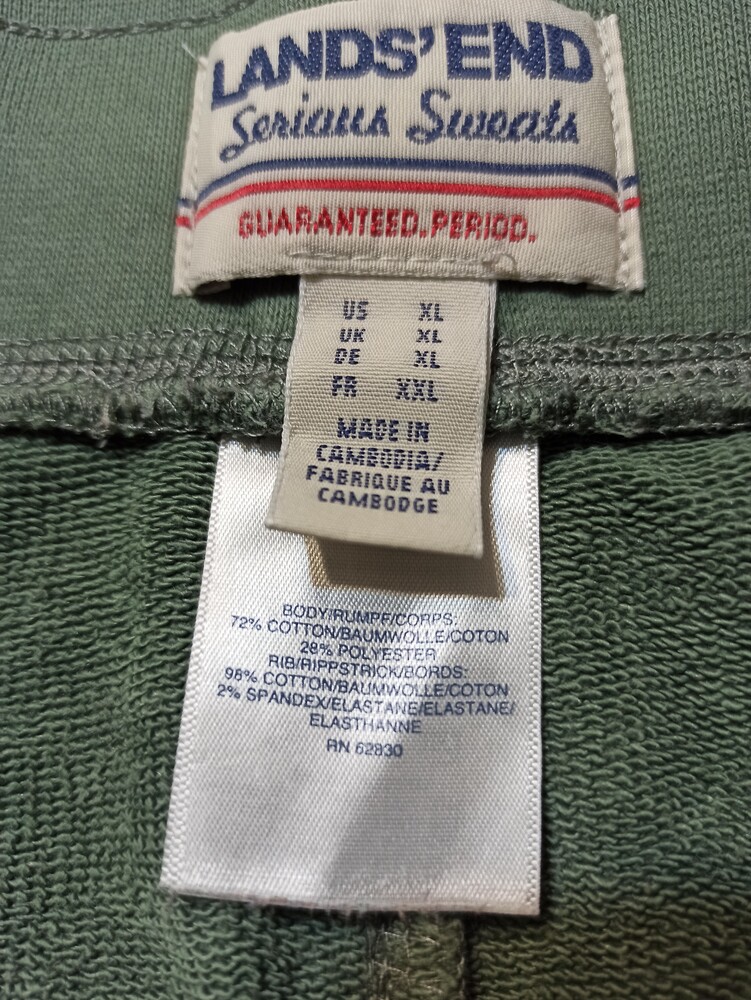 LANDS' END
Serious Sweats
GUARANTEED. PERIOD.
US XL
UK XL
DE XL
FR XXL
MADE IN
CAMBODIA/
FABRIQUE AU
CAMBODGE
BODY/RUMPF/CORPS:
72% COTTON/BAUMWOLLE/COTON
28% POLYESTER
RIB/RIPPSTRICK/BORDS:
98% COTTON/BAUMWOLLE/COTON
2% SPANDEX/ELASTANE/ELASTANE/
ELASTHANNE
RN 62830